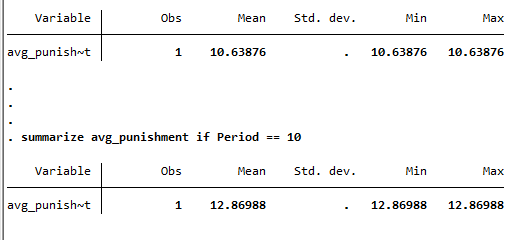 Variable | Obs Mean Std. dev. Min Max
avg_punish~t | 1 10.63876 . 10.63876 10.63876
.
.
.
. summarize avg_punishment if Period == 10
Variable | Obs Mean Std. dev. Min Max
avg_punish~t | 1 12.86988 . 12.86988 12.86988